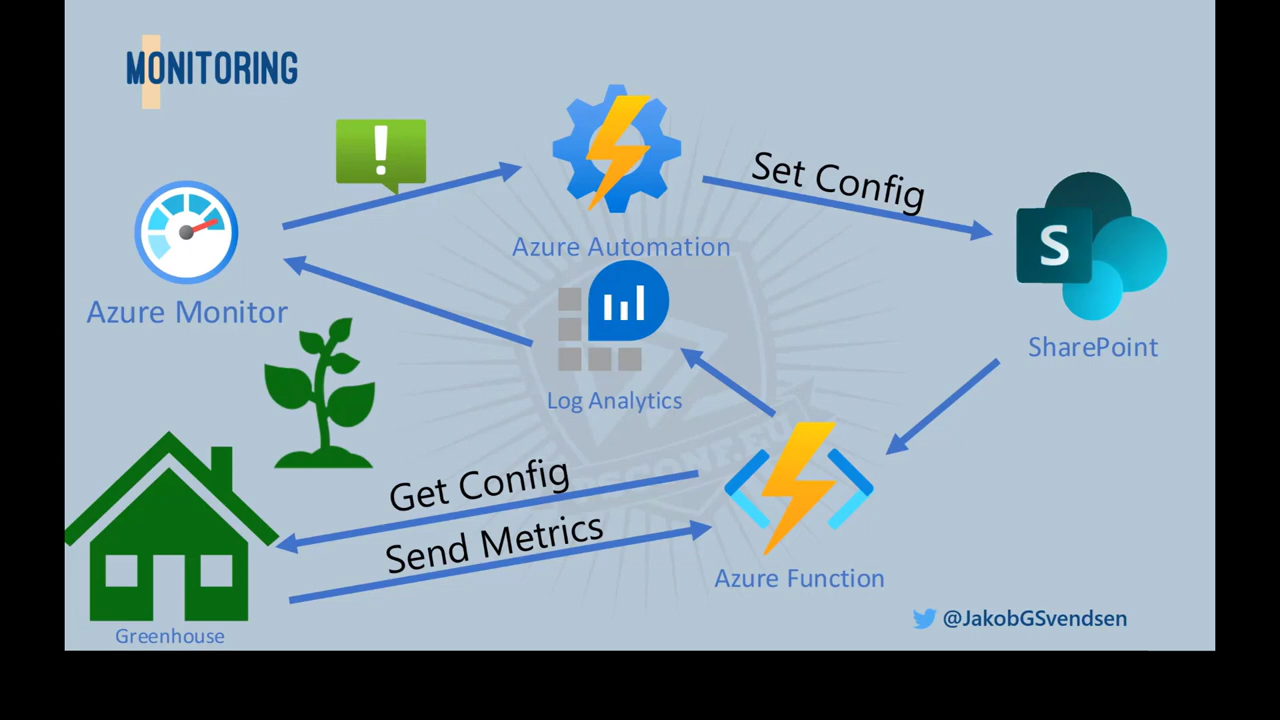 MONITORING
!
Set Config
Azure Automation
S
Azure Monitor
SharePoint
Log Analytics
Get Config
Send Metrics
Azure Function
@JakobGSvendsen
Greenhouse